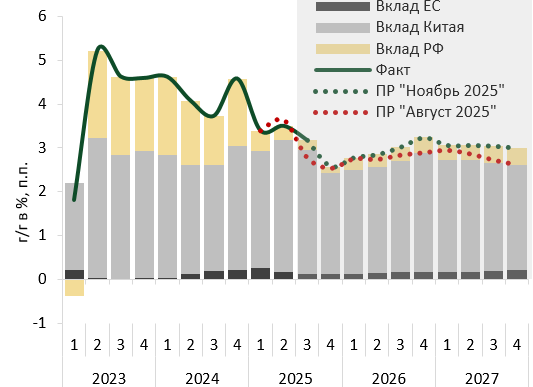 Вклад ЕС
Вклад Китая
Вклад РФ
Факт
ПР "Ноябрь 2025"
ПР "Август 2025"
г/г в %, п.п.
6
5
4
3
2
1
0
-1
1 2 3 4 1 2 3 4 1 2 3 4 1 2 3 4 1 2 3 4
2023 2024 2025 2026 2027